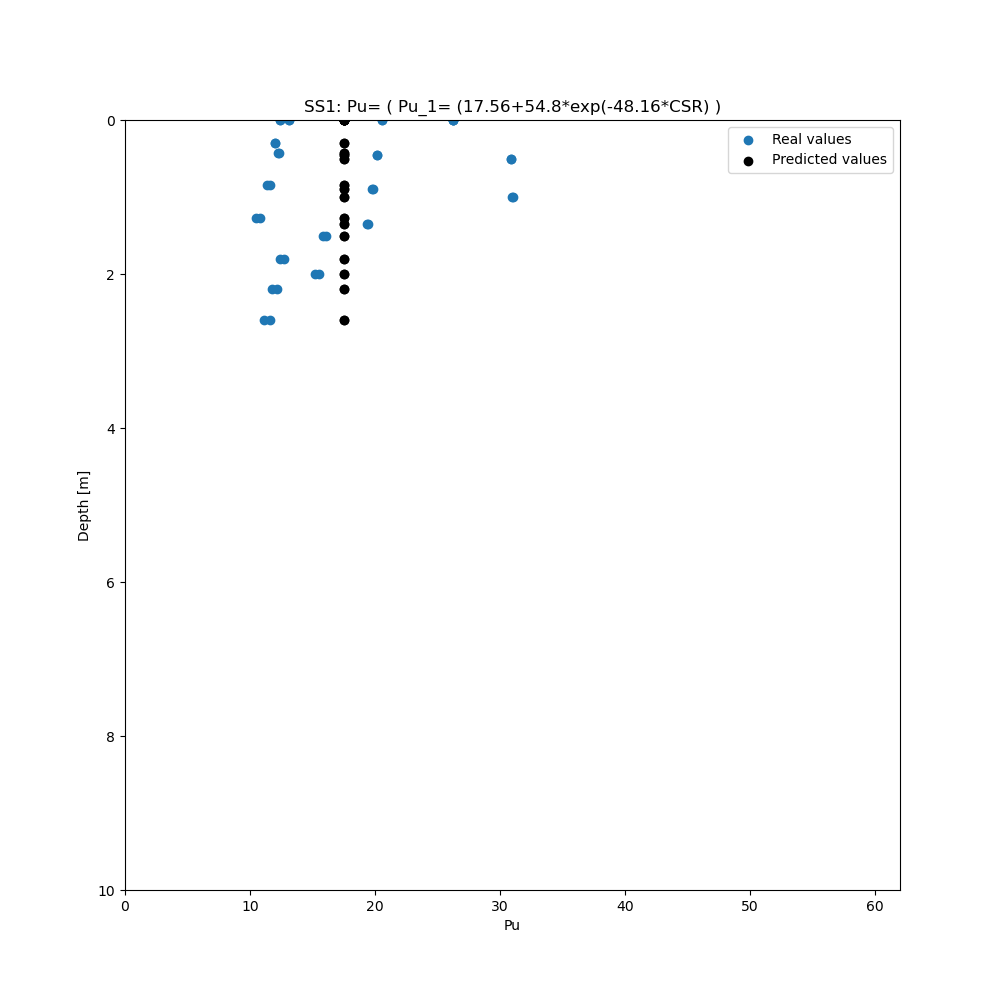 SS1: Pu= ( Pu_1= (17.56+54.8*exp(-48.16*CSR) )
Real values
Predicted values
0
2
4
6
8
10
Depth [m]
0 10 20 30 40 50 60
Pu